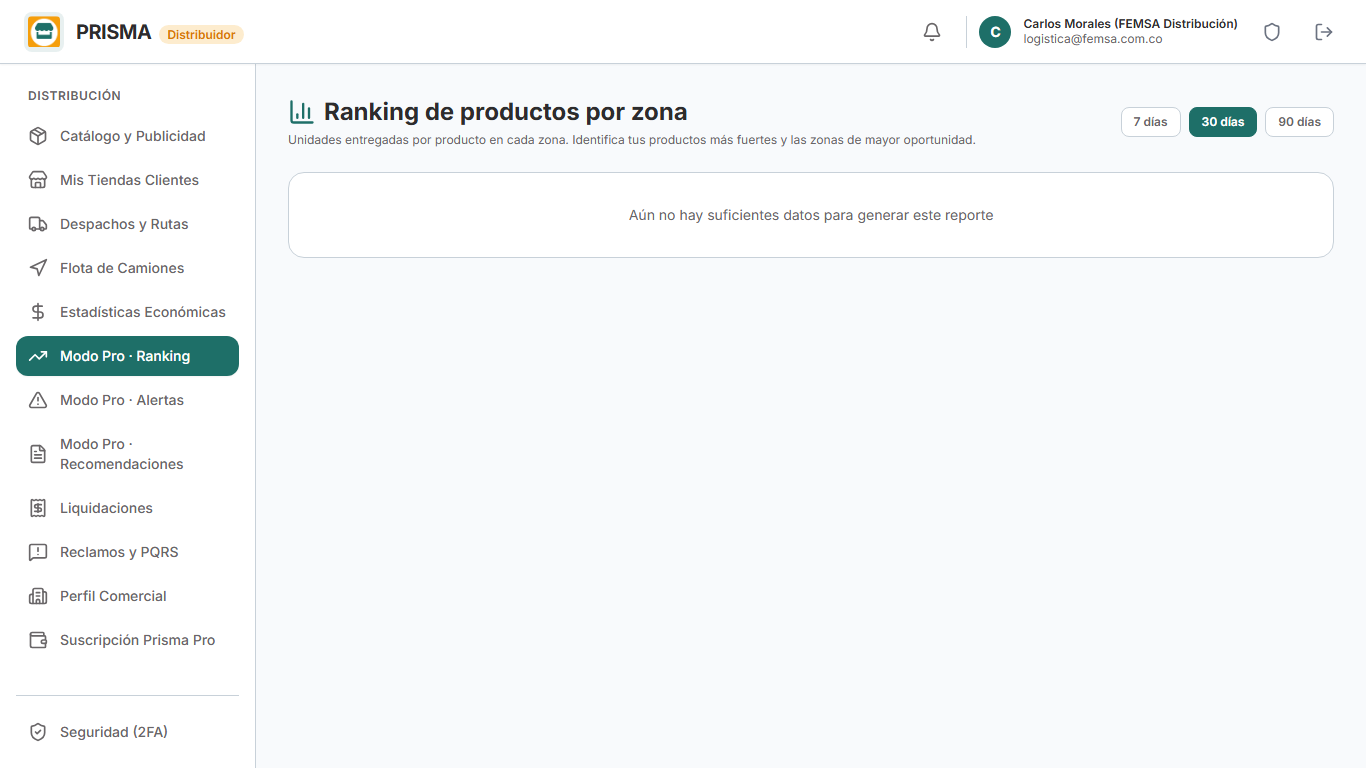 PRISMA Distribuidor
C
Carlos Morales (FEMSA Distribución)
logistica@femsa.com.co
DISTRIBUCIÓN
Catálogo y Publicidad
Mis Tiendas Clientes
Despachos y Rutas
Flota de Camiones
Estadísticas Económicas
Modo Pro · Ranking
Modo Pro · Alertas
Modo Pro ·
Recomendaciones
Liquidaciones
Reclamos y PQRS
Perfil Comercial
Suscripción Prisma Pro
Seguridad (2FA)
Ranking de productos por zona
Unidades entregadas por producto en cada zona. Identifica tus productos más fuertes y las zonas de mayor oportunidad.
7 días
30 días
90 días
Aún no hay suficientes datos para generar este reporte